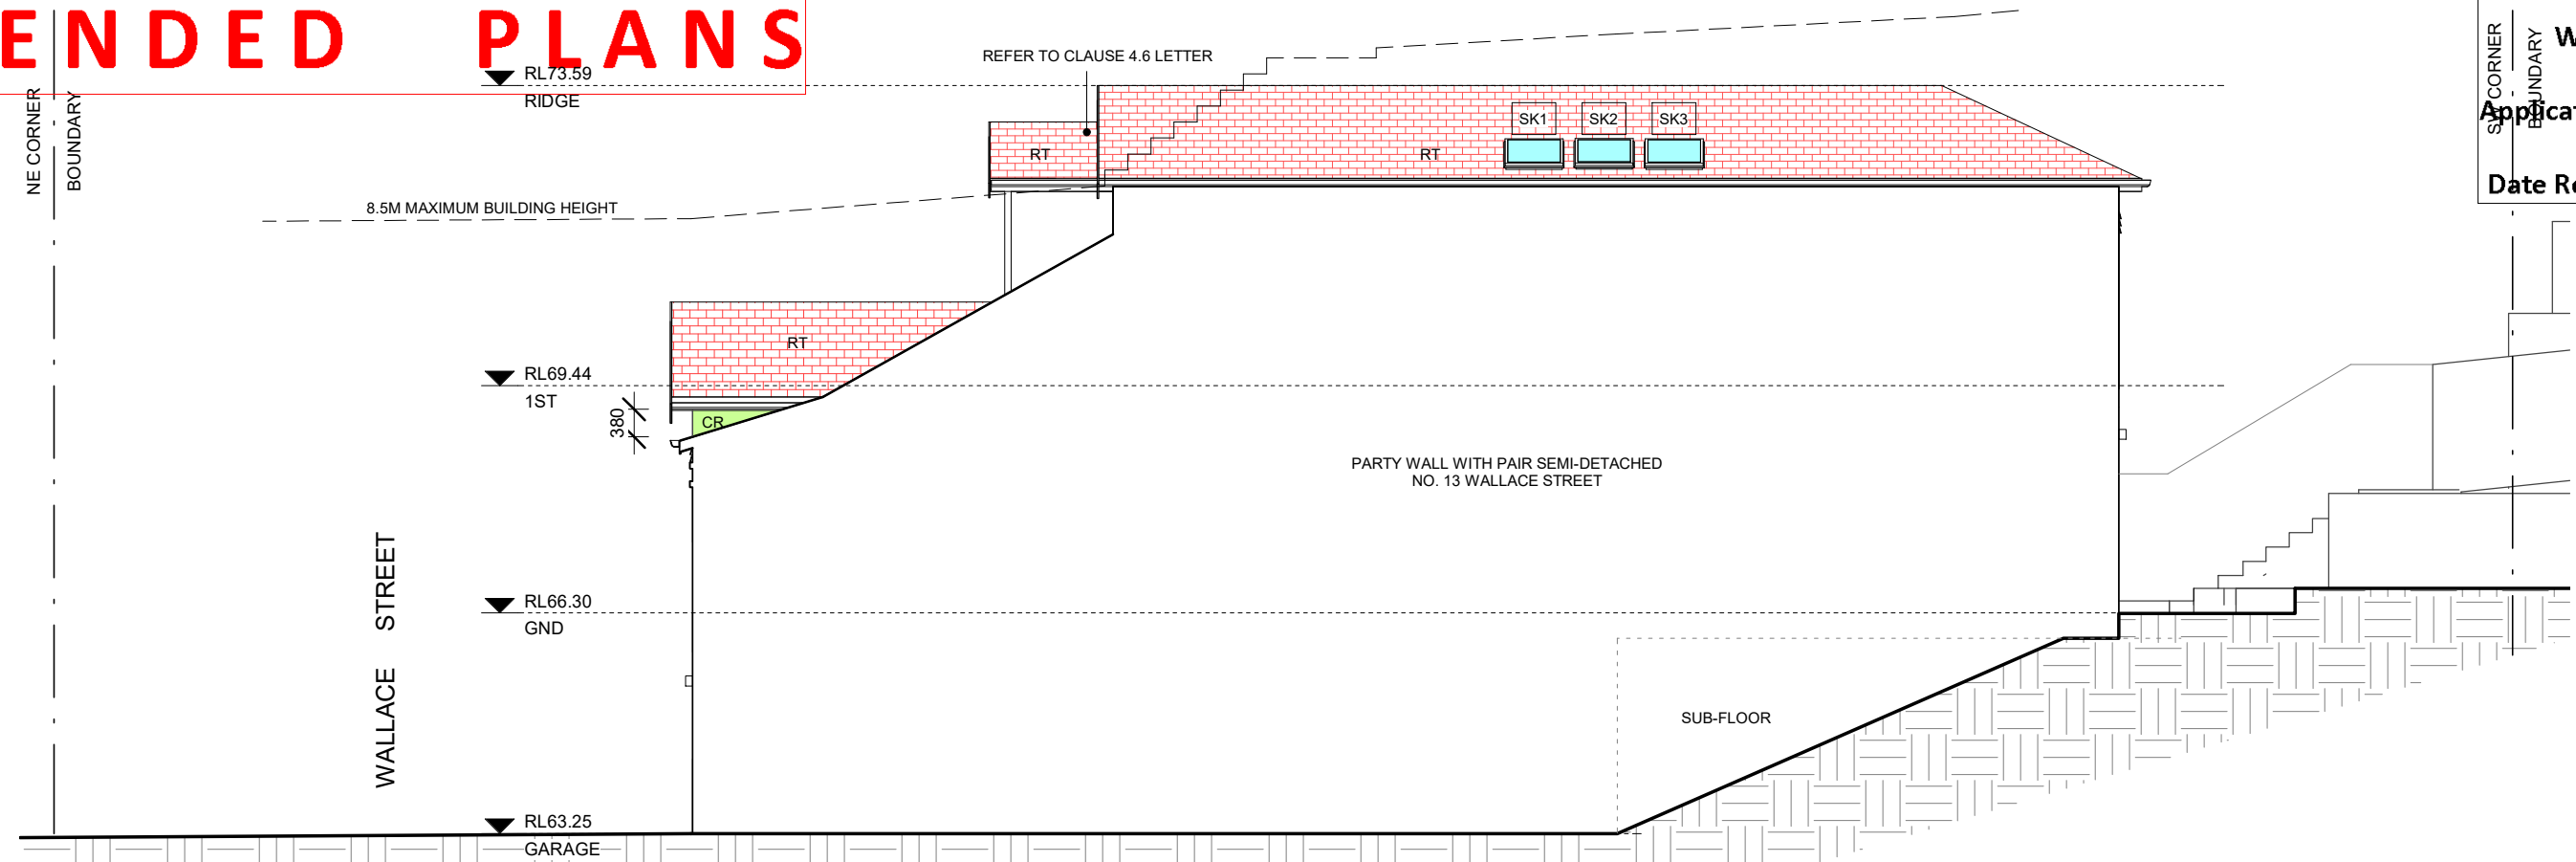 ENDED PLANS
REFER TO CLAUSE 4.6 LETTER
RL73.59
RIDGE
NE CORNER
BOUNDARY
CORNER
BOUNDARY
W
Applicat
Date Re
SK1 SK2 SK3
RT
RT
8.5M MAXIMUM BUILDING HEIGHT
RT
RL69.44
1ST
380
CR
PARTY WALL WITH PAIR SEMI-DETACHED
NO. 13 WALLACE STREET
WALLACE STREET
RL66.30
GND
SUB-FLOOR
RL63.25
GARAGE